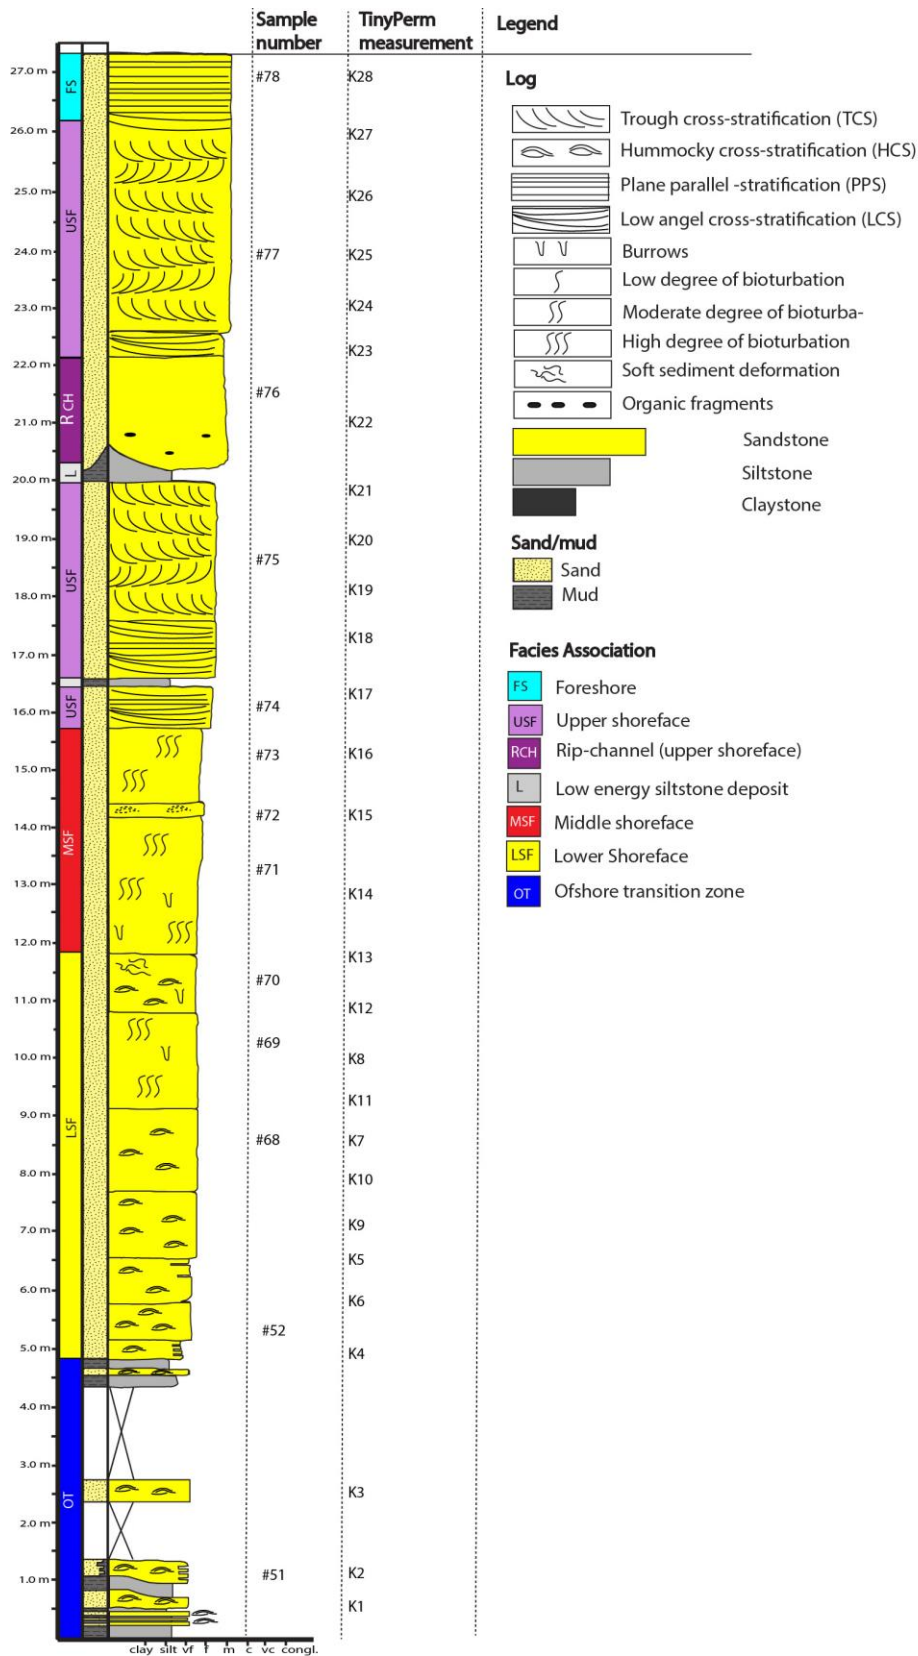 Sample number
TinyPerm measurement
Legend
27.0 m
FS
#78
K28
Log
26.0 m
K27
Trough cross-stratification (TCS)
Hummocky cross-stratification (HCS)
25.0 m
USF
K26
Plane parallel -stratification (PPS)
Low angel cross-stratification (LCS)
24.0 m
#77
K25
Burrows
Low degree of bioturbation
23.0 m
K24
Moderate degree of bioturba-
K23
High degree of bioturbation
22.0 m
Soft sediment deformation
R CH
#76
Organic fragments
21.0 m
K22
Sandstone
L
Siltstone
20.0 m
K21
Claystone
19.0 m
K20
Sand/mud
USF
#75
Sand
18.0 m
K19
Mud
K18
17.0 m
Facies Association
K17
FS
Foreshore
16.0 m
USF
#74
USF
Upper shoreface
15.0 m
#73
K16
RCH
Rip-channel (upper shoreface)
L
Low energy siltstone deposit
14.0 m
#72
K15
MSF
Middle shoreface
MSF
#71
LSF
Lower Shoreface
13.0 m
K14
OT
Ofshore transition zone
12.0 m
K13
#70
11.0 m
K12
#69
10.0 m
K8
K11
9.0 m
LSF
#68
K7
8.0 m
K10
7.0 m
K9
K5
6.0 m
K6
#52
5.0 m
K4
4.0 m
3.0 m
OT
K3
2.0 m
1.0 m
#51
K2
K1
clay silt vf f m c vc congl.